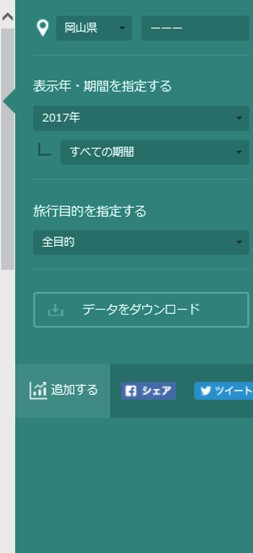 岡山県 ーーー
表示年・期間を指定する
2017年
すべての期間
旅行目的を指定する
全目的
データをダウンロード
追加する シェア ツイート